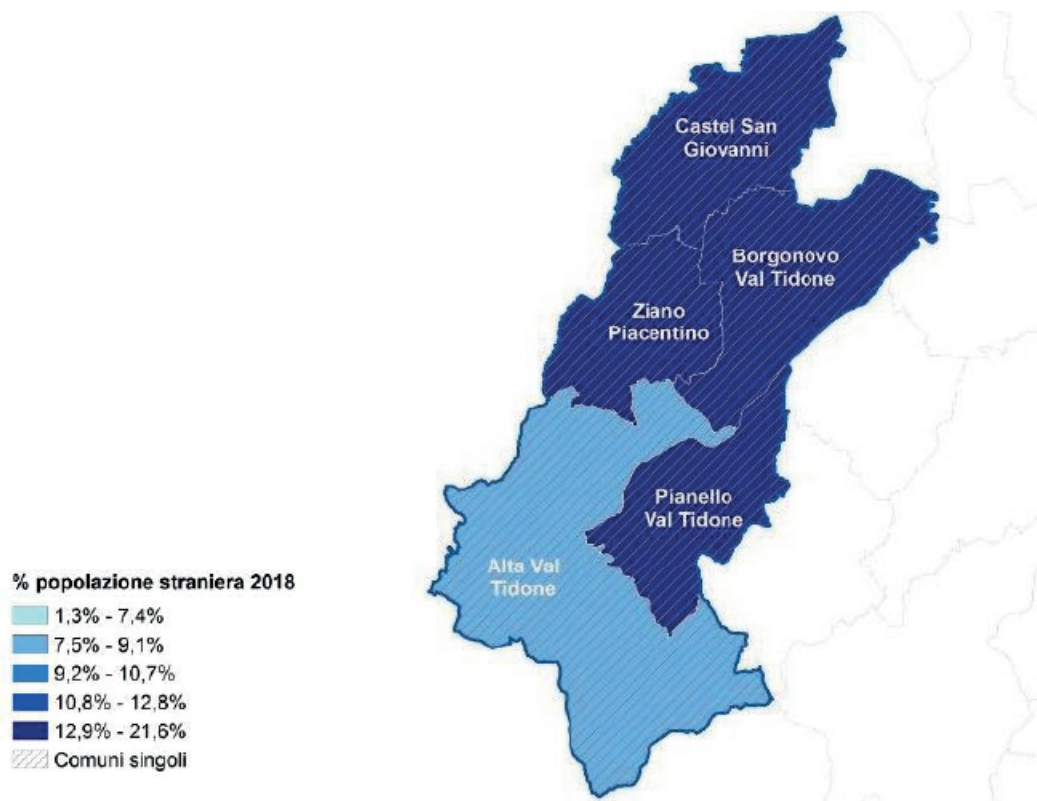 Castel San
Giovanni
Borgonovo
Val Tidone
Ziano
Piacentino
Pianello
Val Tidone
Alta Val
Tidone
% popolazione straniera 2018
1,3% - 7,4%
7,5% - 9,1%
9,2% - 10,7%
10,8% - 12,8%
12,9% - 21,6%
Comuni singoli